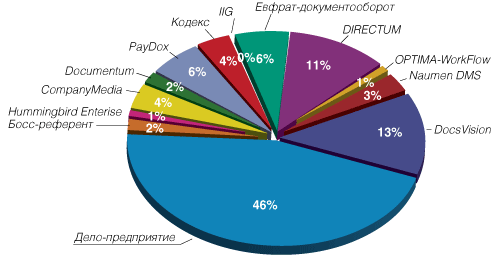 Евфрат-документооборот
IIG
Кодекс
DIRECTUM
PayDox
OPTIMA-WorkFlow
Naumen DMS
Documentum
CompanyMedia
Hummingbird Enterise
Босс-референт
DocsVision
Дело-предприятие
4%
0%
6%
11%
6%
1%
2%
3%
4%
1%
2%
13%
46%